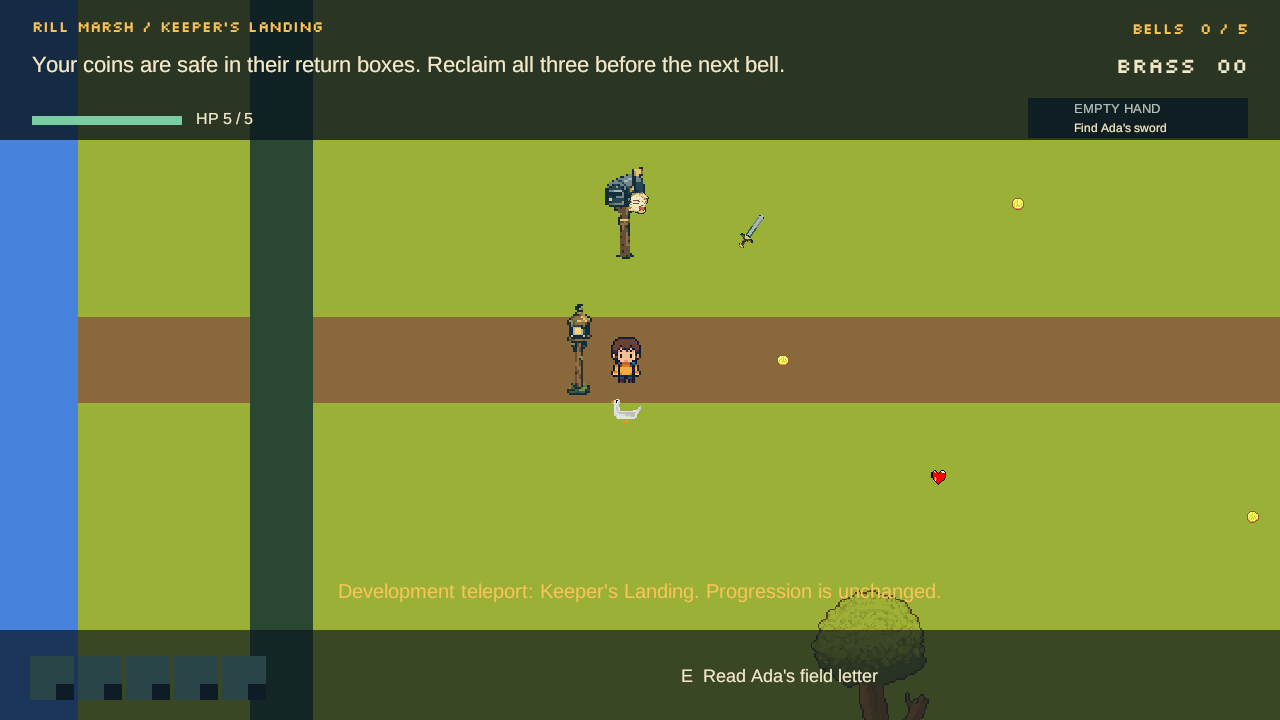 RILL MARSH / KEEPER'S LANDING
BELLS 0 / 5
Your coins are safe in their return boxes. Reclaim all three before the next bell.
BRASS 00
HP 5 / 5
EMPTY HAND
Find Ada's sword
Development teleport: Keeper's Landing. Progression is unchanged.
E Read Ada's field letter